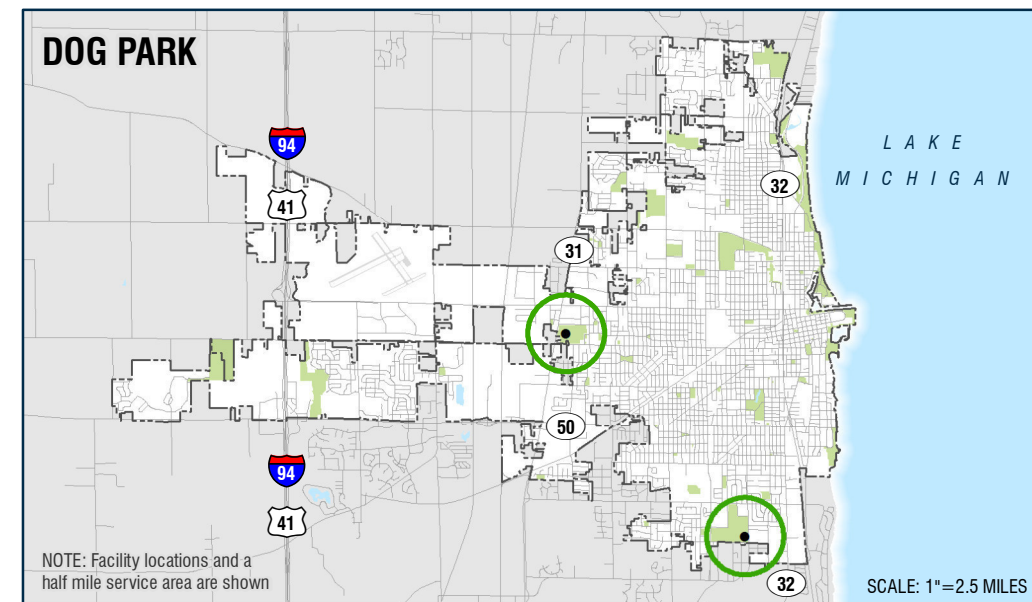 DOG PARK
94
41
32
LAKE
MICHIGAN
31
50
94
41
32
NOTE: Facility locations and a
half mile service area are shown
SCALE: 1"=2.5 MILES